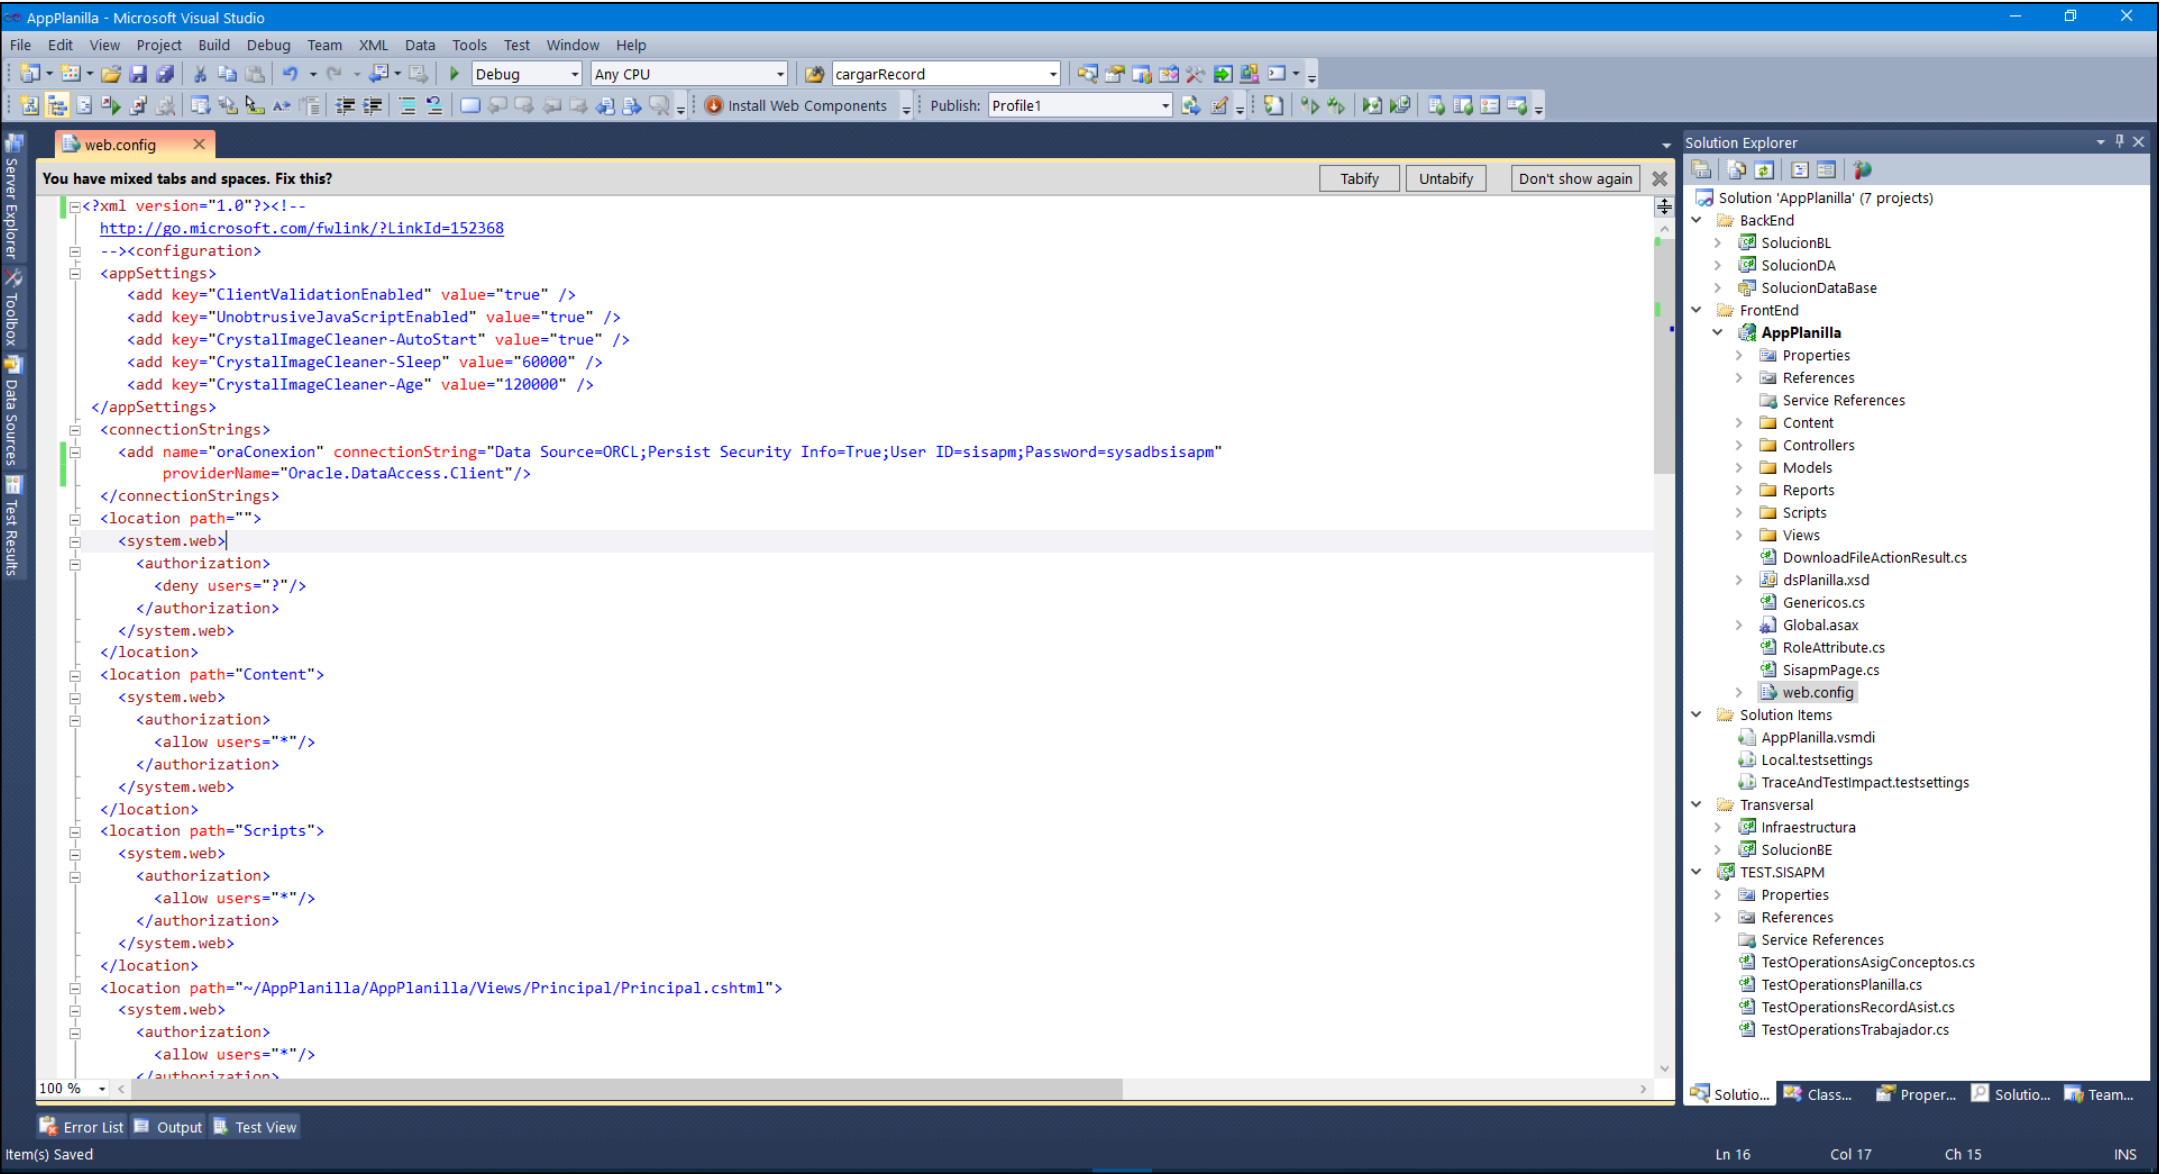 AppPlanilla - Microsoft Visual Studio
File Edit View Project Build Debug Team XML Data Tools Test Window Help
Debug Any CPU cargarRecord
Install Web Components Publish: Profile1
Server Explorer
Toolbox
Data Sources
Test Results
web.config
You have mixed tabs and spaces. Fix this? Tabify Untabify Don't show again
<?xml version="1.0"?><!--
http://go.microsoft.com/fwlink/?LinkId=152368
--><configuration>
<appSettings>
<add key="ClientValidationEnabled" value="true" />
<add key="UnobtrusiveJavaScriptEnabled" value="true" />
<add key="CrystalImageCleaner-AutoStart" value="true" />
<add key="CrystalImageCleaner-Sleep" value="60000" />
<add key="CrystalImageCleaner-Age" value="120000" />
</appSettings>
<connectionStrings>
<add name="oraConexion" connectionString="Data Source=ORCL;Persist Security Info=True;User ID=sisapm;Password=sysadbsisapm"
providerName="Oracle.DataAccess.Client"/>
</connectionStrings>
<location path="">
<system.web>
<authorization>
<deny users="?"/>
</authorization>
</system.web>
</location>
<location path="Content">
<system.web>
<authorization>
<allow users="*"/>
</authorization>
</system.web>
</location>
<location path="Scripts">
<system.web>
<authorization>
<allow users="*"/>
</authorization>
</system.web>
</location>
<location path="~/AppPlanilla/AppPlanilla/Views/Principal/Principal.cshtml">
<system.web>
<authorization>
<allow users="*"/>
</authorization>
100 %
Solution Explorer
Solution 'AppPlanilla' (7 projects)
BackEnd
SolucionBL
SolucionDA
SolucionDataBase
FrontEnd
AppPlanilla
Properties
References
Service References
Content
Controllers
Models
Reports
Scripts
Views
DownloadFileActionResult.cs
dsPlanilla.xsd
Genericos.cs
Global.asax
RoleAttribute.cs
SisapmPage.cs
web.config
Solution Items
AppPlanilla.vsmdi
Local.testsettings
TraceAndTestImpact.testsettings
Transversal
Infraestructura
SolucionBE
TEST.SISAPM
Properties
References
Service References
TestOperationsAsigConceptos.cs
TestOperationsPlanilla.cs
TestOperationsRecordAsist.cs
TestOperationsTrabajador.cs
Solutio... Class... Proper... Solutio... Team...
Error List Output Test View
Item(s) Saved Ln 16 Col 17 Ch 15 INS